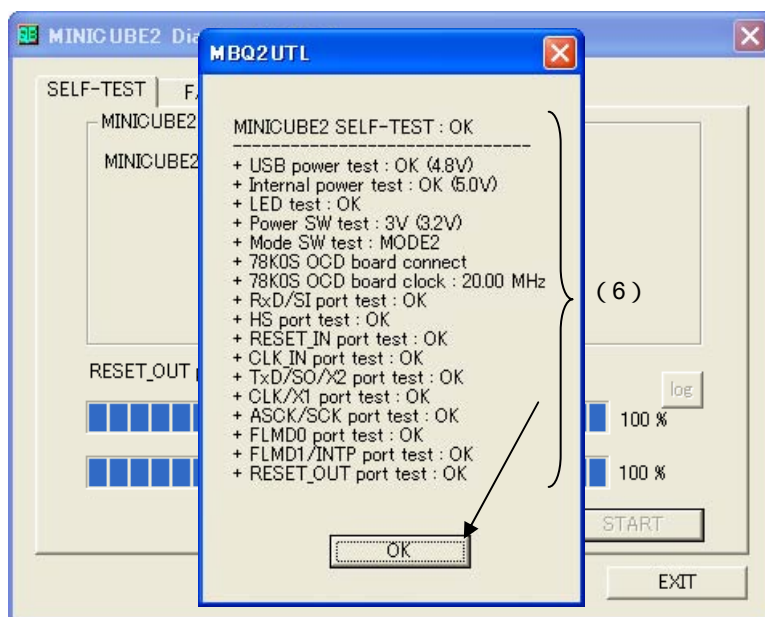 MINICUBE2 Dia
MBQ2UTL
SELF-TEST
F
MINICUBE2
MINICUBE2
MINICUBE2 SELF-TEST : OK
--------------------------------
+ USB power test : OK (4.8V)
+ Internal power test : OK (5.0V)
+ LED test : OK
+ Power SW test : 3V (3.2V)
+ Mode SW test : MODE2
+ 78K0S OCD board connect
+ 78K0S OCD board clock : 20.00 MHz
+ RxD/SI port test : OK
+ HS port test : OK
+ RESET_IN port test : OK
+ CLK_IN port test : OK
+ TxD/SO/X2 port test : OK
+ CLK/X1 port test : OK
+ ASCK/SCK port test : OK
+ FLMD0 port test : OK
+ FLMD1/INTP port test : OK
+ RESET_OUT port test : OK
(6)
RESET_OUT
log
100 %
100 %
START
OK
EXIT